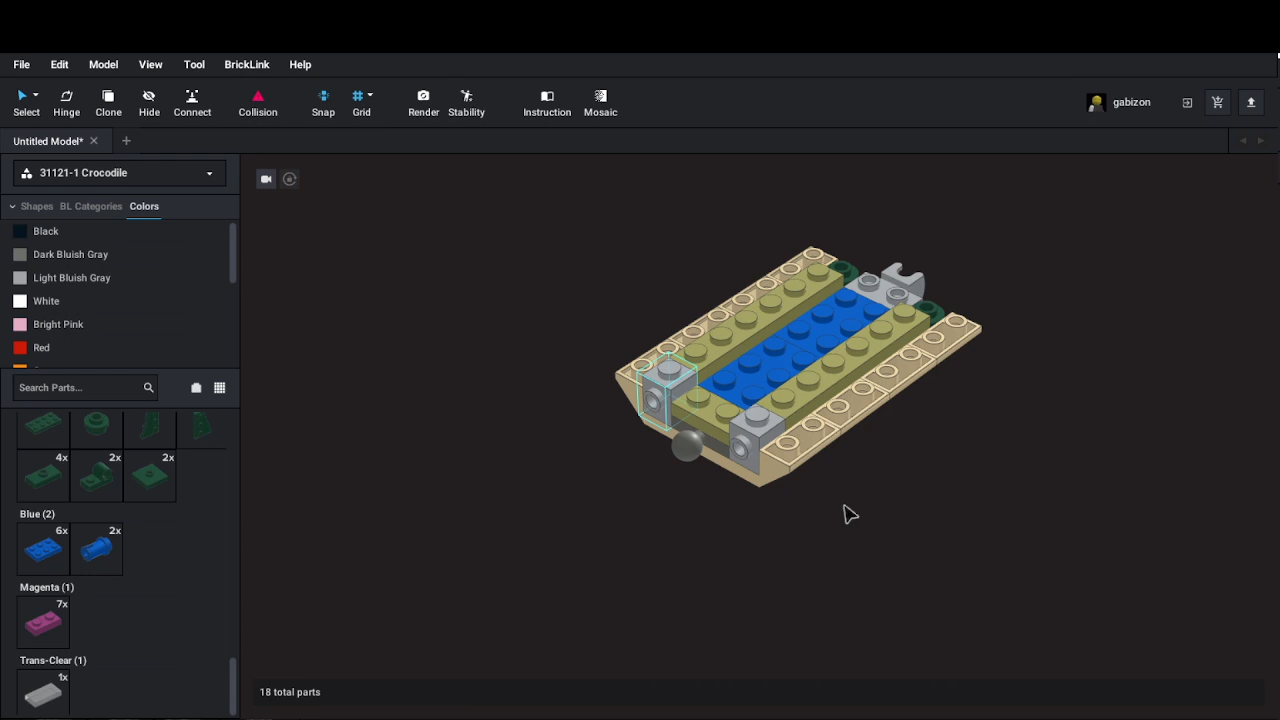 File Edit Model View Tool BrickLink Help
Select Hinge Clone Hide Connect Collision Snap Grid Render Stability Instruction Mosaic gabizon
Untitled Model*
31121-1 Crocodile
Shapes BL Categories Colors
Black
Dark Bluish Gray
Light Bluish Gray
White
Bright Pink
Red
Search Parts...
4x 2x 2x
Blue (2)
6x 2x
Magenta (1)
7x
Trans-Clear (1)
1x
18 total parts